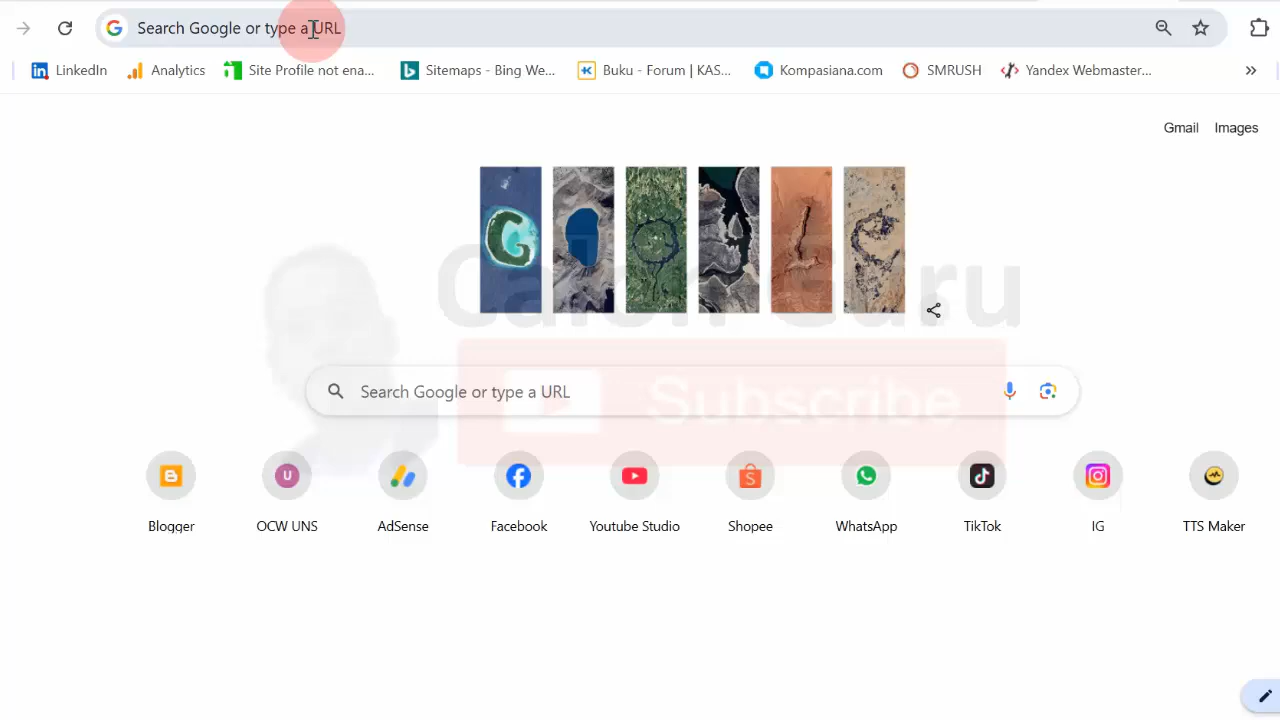 Search Google or type a URL
LinkedIn Analytics Site Profile not ena... Sitemaps - Bing We... Buku - Forum | KAS... Kompasiana.com SMRUSH Yandex Webmaster...
Gmail Images
Calon Guru
Search Google or type a URL
Subscribe
U
Blogger OCW UNS AdSense Facebook Youtube Studio Shopee WhatsApp TikTok IG TTS Maker